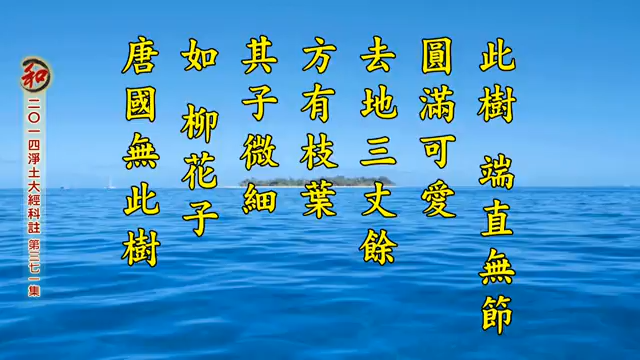 此樹 端直無節
圓滿可愛
去地三丈餘
方有枝葉
其子微細
如 柳花子
唐國無此樹
和
二〇一四淨土大經科註 第三七一集